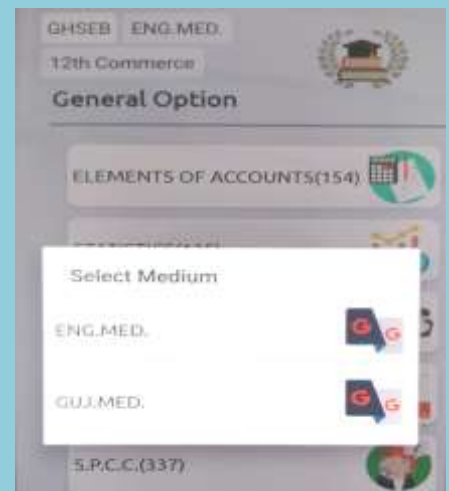 GHSEB ENG.MED.
12th Commerce
General Option
ELEMENTS OF ACCOUNTS(154)
Select Medium
ENG.MED.
GUJ.MED.
S.P.C.C.(337)